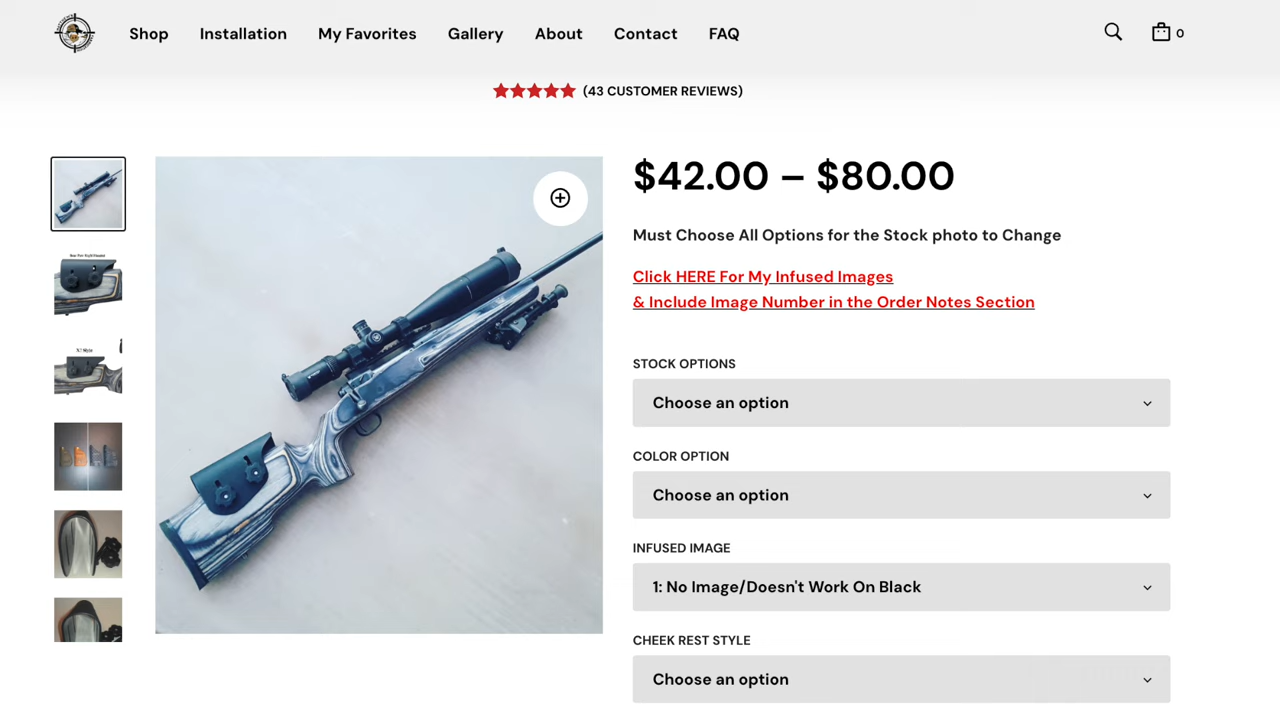 Shop Installation My Favorites Gallery About Contact FAQ 0
(43 CUSTOMER REVIEWS)
$42.00 – $80.00
Must Choose All Options for the Stock photo to Change
Click HERE For My Infused Images
& Include Image Number in the Order Notes Section
STOCK OPTIONS
Choose an option
COLOR OPTION
Choose an option
INFUSED IMAGE
1: No Image/Doesn't Work On Black
CHEEK REST STYLE
Choose an option